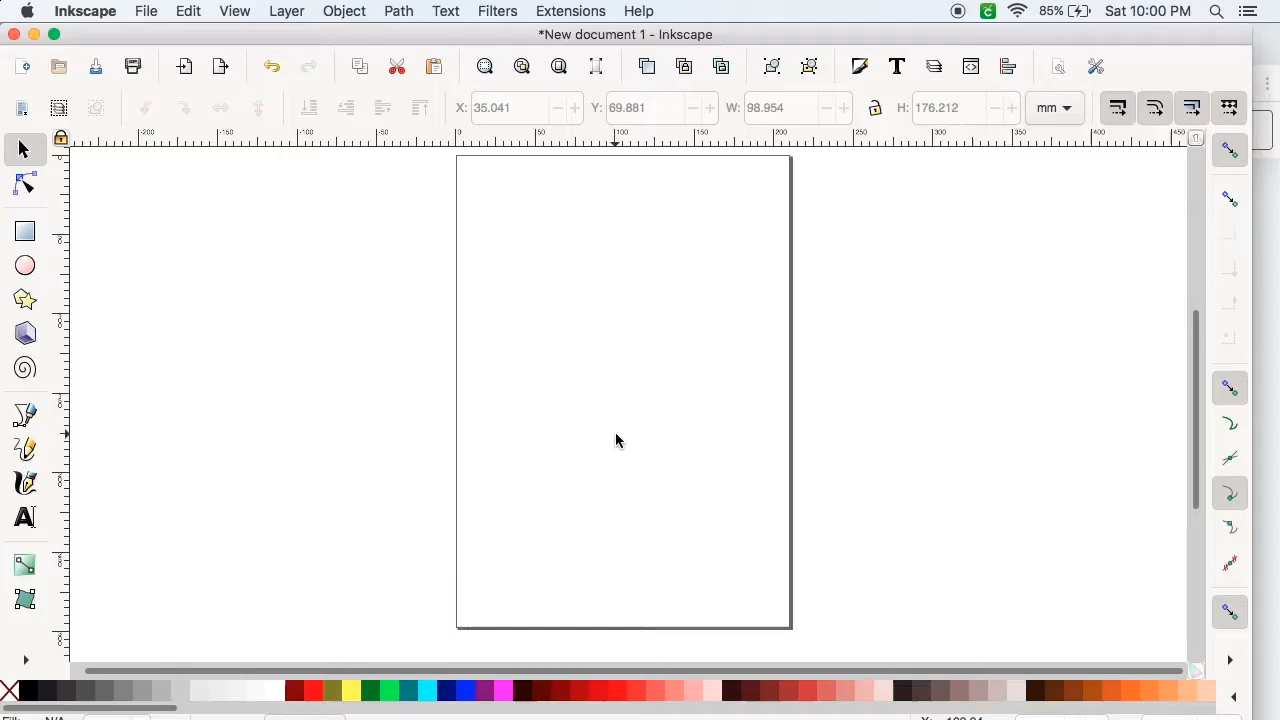 Inkscape File Edit View Layer Object Path Text Filters Extensions Help 85% Sat 10:00 PM
*New document 1 - Inkscape
X: 35.041 Y: 69.881 W: 98.954 H: 176.212 mm
-200 -150 -100 -50 0 50 100 150 200 250 300 350 400 450